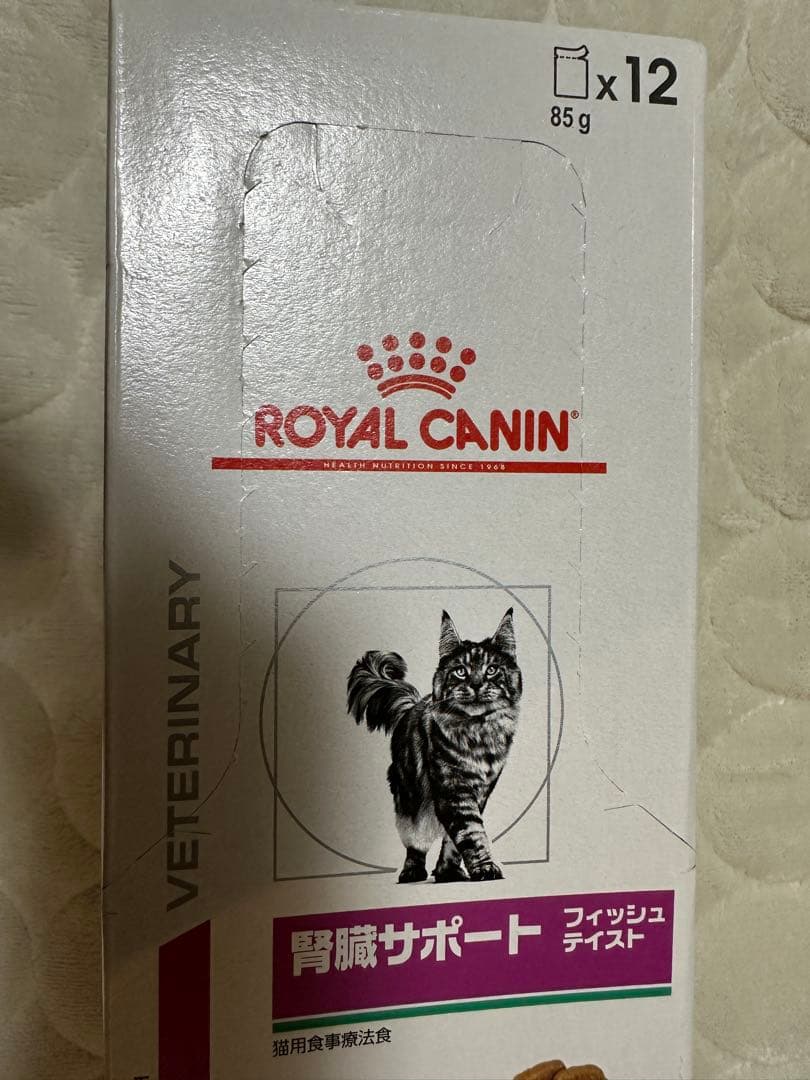 x12
85g
ROYAL CANIN®
HEALTH NUTRITION SINCE 1968
VETERINARY
腎臓サポート
フィッシュ
テイスト
猫用食事療法食